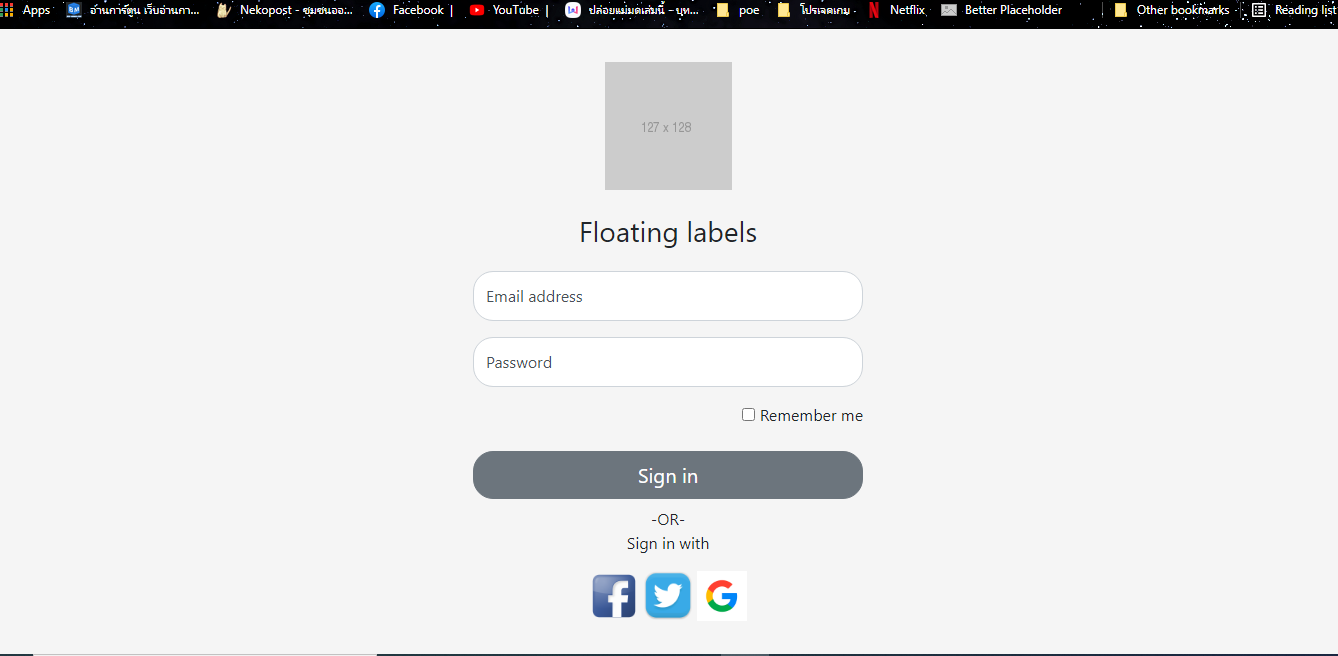 Apps อ่านการ์ตูน เว็บอ่านกา... Nekopost - ชุมชนออ... Facebook | YouTube | ปล่อยแม่มดคนนี้ – บุท... poe โปรเจคเกม Netflix Better Placeholder Other bookmarks Reading list
127 x 128
Floating labels
Email address
Password
Remember me
Sign in
-OR-
Sign in with